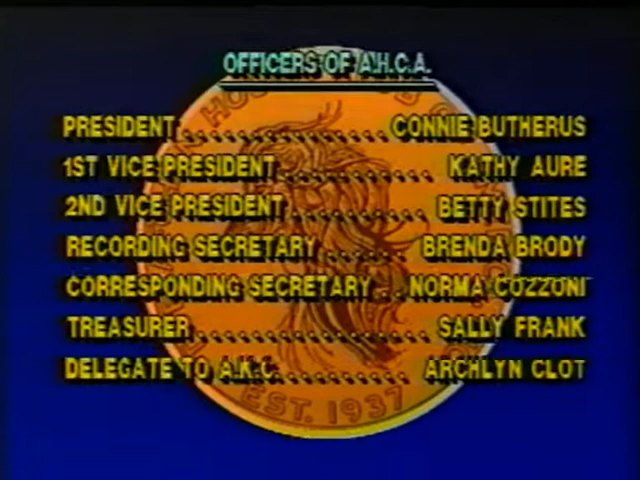 OFFICERS OF A.H.C.A.
PRESIDENT................CONNIE BUTHERUS
1ST VICE PRESIDENT............KATHY AURE
2ND VICE PRESIDENT...........BETTY STITES
RECORDING SECRETARY.......BRENDA BRODY
CORRESPONDING SECRETARY...NORMA COZZONI
TREASURER..................SALLY FRANK
DELEGATE TO A.K.C..........ARCHLYN CLOT
EST. 1937